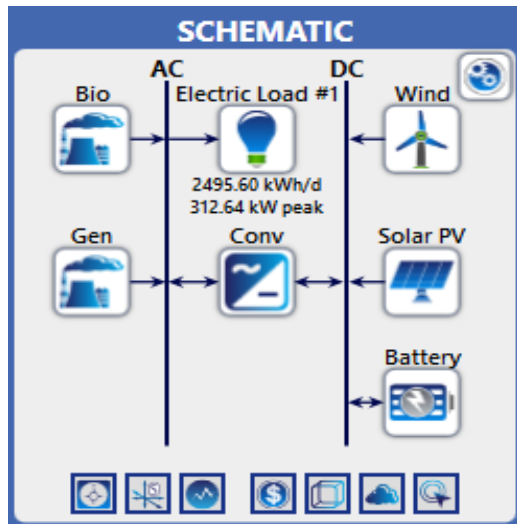 SCHEMATIC
AC DC
Bio Electric Load #1 Wind
2495.60 kWh/d
312.64 kW peak
Gen Conv Solar PV
Battery